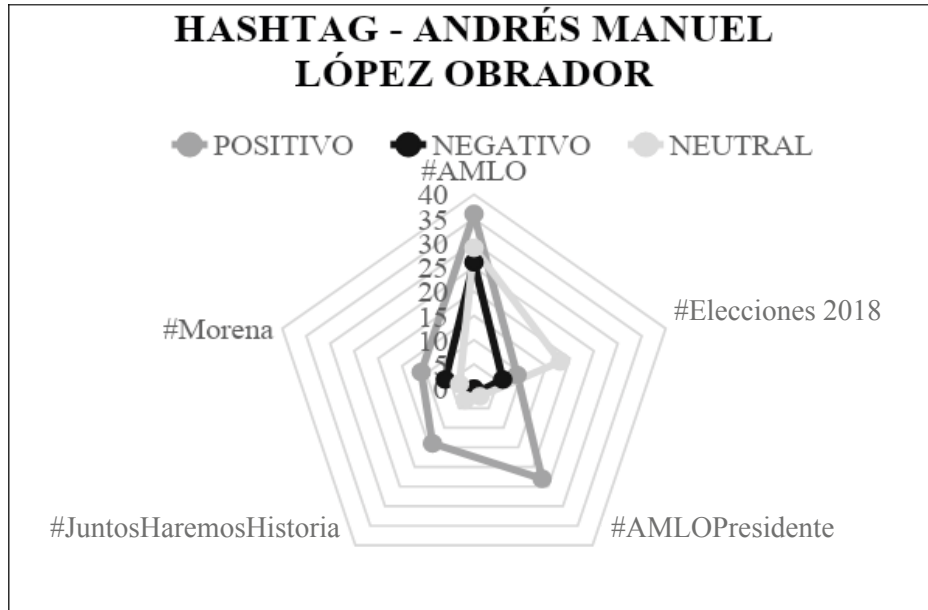 HASHTAG - ANDRÉS MANUEL
LÓPEZ OBRADOR
POSITIVO NEGATIVO NEUTRAL
#AMLO
40
35
30
25
20
15
10
5
0
#Elecciones 2018
#Morena
#JuntosHaremosHistoria
#AMLOPresidente